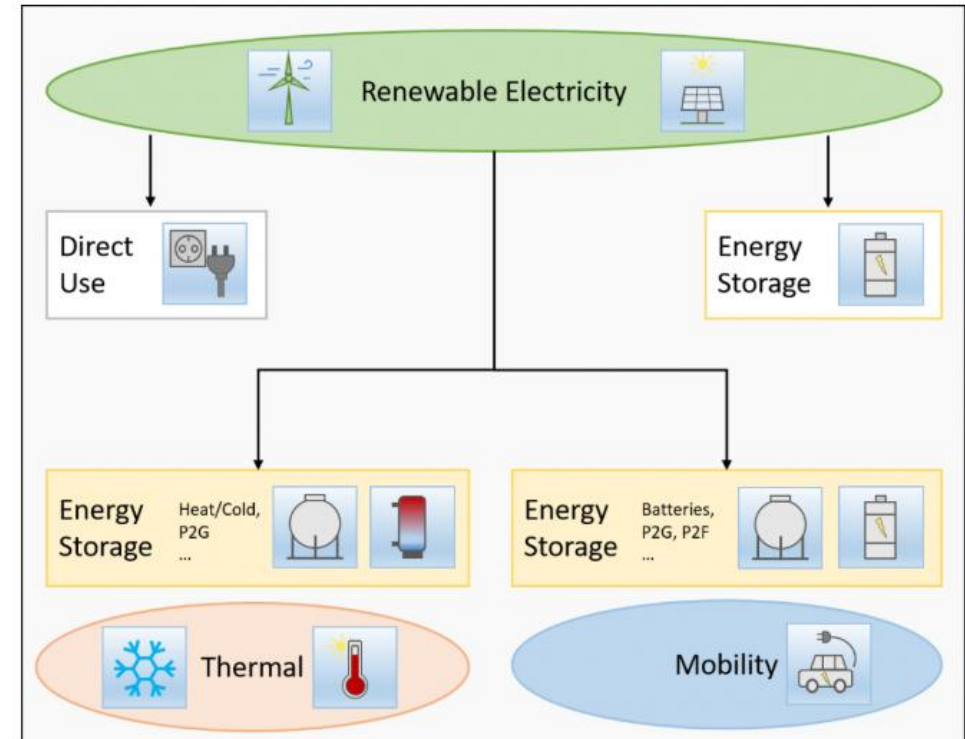 Renewable Electricity
Direct
Use
Energy
Storage
Energy
Storage
Heat/Cold,
P2G
...
Energy
Storage
Batteries,
P2G, P2F
...
Thermal
Mobility